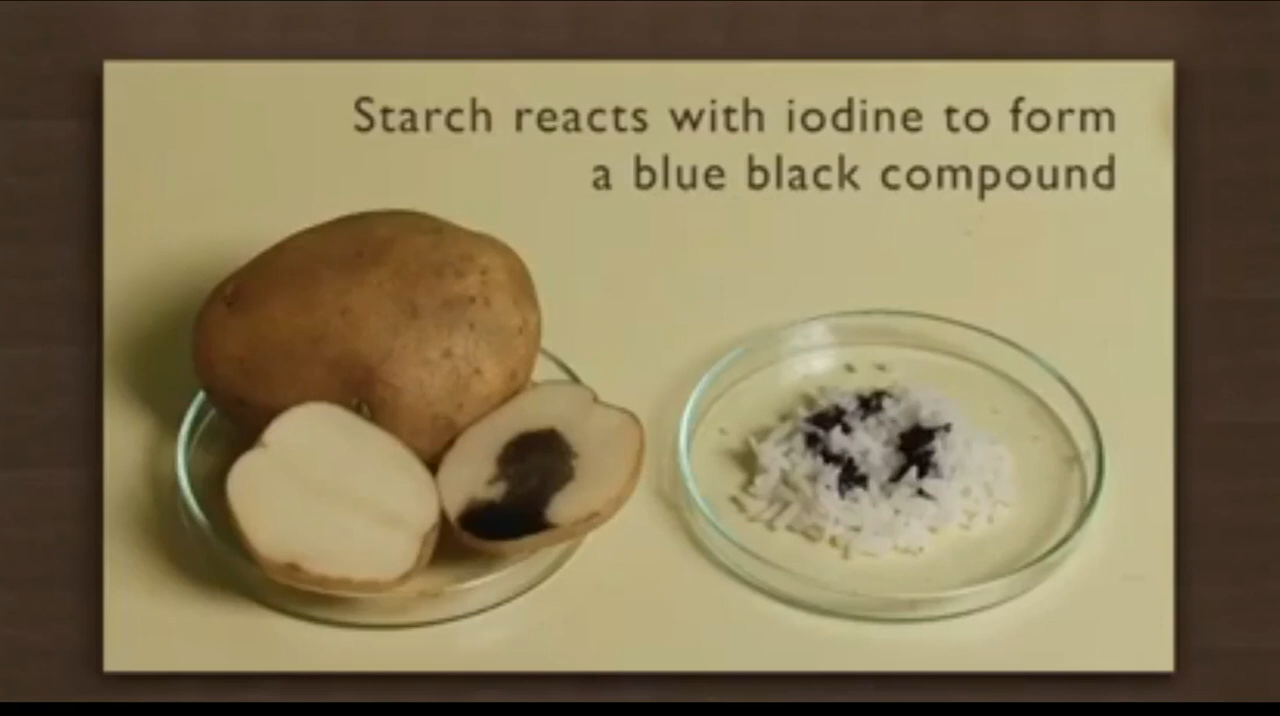 Starch reacts with iodine to form
a blue black compound